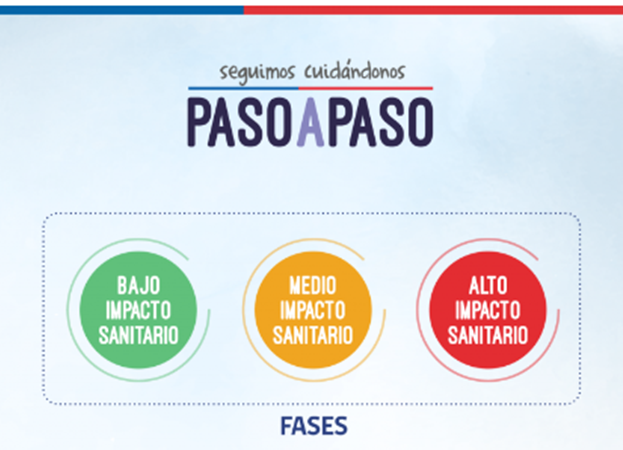 seguimos cuidándonos
PASOAPASO
BAJO
IMPACTO
SANITARIO
MEDIO
IMPACTO
SANITARIO
ALTO
IMPACTO
SANITARIO
FASES